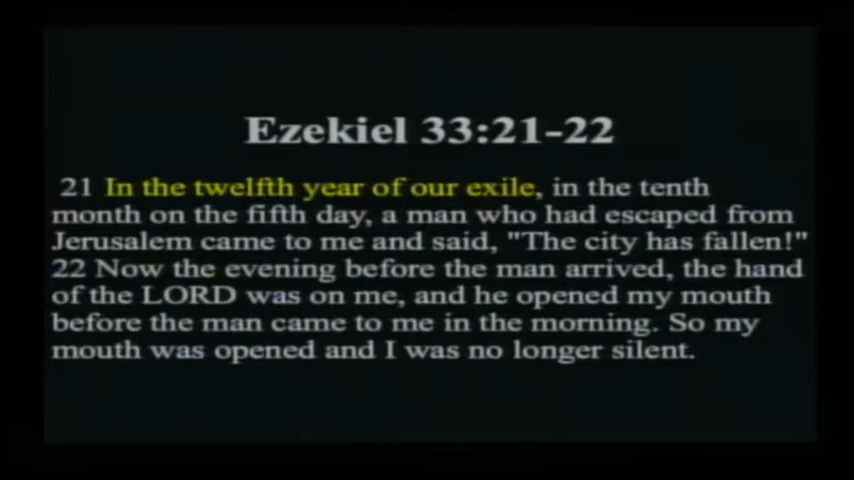 Ezekiel 33:21-22
21 In the twelfth year of our exile, in the tenth
month on the fifth day, a man who had escaped from
Jerusalem came to me and said, "The city has fallen!"
22 Now the evening before the man arrived, the hand
of the LORD was on me, and he opened my mouth
before the man came to me in the morning. So my
mouth was opened and I was no longer silent.